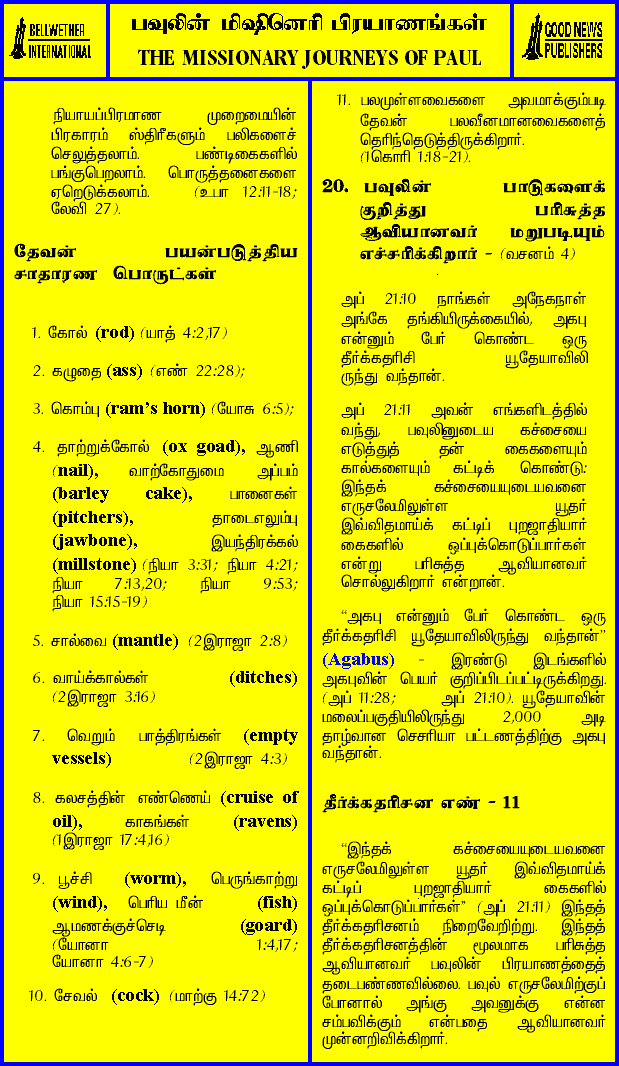 BELLWETHER
INTERNATIONAL
பவுலின் மிஷினெரி பிரயாணங்கள்
THE MISSIONARY JOURNEYS OF PAUL
GOOD NEWS
PUBLISHERS
நியாயப்பிரமாண முறைமையின்
பிரகாரம் ஸ்திரீகளும் பலிகளைச்
செலுத்தலாம். பண்டிகைகளில்
பங்குபெறலாம். பொருத்தனைகளை
ஏறெடுக்கலாம். (உபா 12:11-18;
லேவி 27).
தேவன் பயன்படுத்திய
சாதாரண பொருட்கள்
1. கோல் (rod) (யாத் 4:2,17)
2. கழுதை (ass) (எண் 22:28);
3. கொம்பு (ram's horn) (யோசு 6:5);
4. தாற்றுக்கோல் (ox goad), ஆணி
(nail), வாற்கோதுமை அப்பம்
(barley cake), பானைகள்
(pitchers), தாடைஎலும்பு
(jawbone), இயந்திரக்கல்
(millstone) (நியா 3:31; நியா 4:21;
நியா 7:13,20; நியா 9:53;
நியா 15:15-19)
5. சால்வை (mantle) (2இராஜா 2:8)
6. வாய்க்கால்கள் (ditches)
(2இராஜா 3:16)
7. வெறும் பாத்திரங்கள் (empty
vessels) (2இராஜா 4:3)
8. கலசத்தின் எண்ணெய் (cruise of
oil), காகங்கள் (ravens)
(1இராஜா 17:4,16)
9. பூச்சி (worm), பெருங்காற்று
(wind), பெரிய மீன் (fish)
ஆமணக்குச்செடி (goard)
(யோனா 1:4,17;
யோனா 4:6-7)
10. சேவல் (cock) (மாற்கு 14:72)
11. பலமுள்ளவைகளை அவமாக்கும்படி
தேவன் பலவீனமானவைகளைத்
தெரிந்தெடுத்திருக்கிறார்.
(1கொரி 1:18-21).
20. பவுலின் பாடுகளைக்
குறித்து பரிசுத்த
ஆவியானவர் மறுபடியும்
எச்சரிக்கிறார் - (வசனம் 4)
அப் 21:10 நாங்கள் அநேகநாள்
அங்கே தங்கியிருக்கையில், அகபு
என்னும் பேர் கொண்ட ஒரு
தீர்க்கதரிசி யூதேயாவிலி
ருந்து வந்தான்.
அப் 21:11 அவன் எங்களிடத்தில்
வந்து, பவுலினுடைய கச்சையை
எடுத்துத் தன் கைகளையும்
கால்களையும் கட்டிக் கொண்டு:
இந்தக் கச்சையையுடையவனை
எருசலேமிலுள்ள யூதர்
இவ்விதமாய்க் கட்டிப் புறஜாதியார்
கைகளில் ஒப்புக்கொடுப்பார்கள்
என்று பரிசுத்த ஆவியானவர்
சொல்லுகிறார் என்றான்.
“அகபு என்னும் பேர் கொண்ட ஒரு
தீர்க்கதரிசி யூதேயாவிலிருந்து வந்தான்”
(Agabus) - இரண்டு இடங்களில்
அகபுவின் பெயர் குறிப்பிடப்பட்டிருக்கிறது.
(அப் 11:28; அப் 21:10). யூதேயாவின்
மலைப்பகுதியிலிருந்து 2,000 அடி
தாழ்வான செசரியா பட்டணத்திற்கு அகபு
வந்தான்.
தீர்க்கதரிசன எண் - 11
“இந்தக் கச்சையையுடையவனை
எருசலேமிலுள்ள யூதர் இவ்விதமாய்க்
கட்டிப் புறஜாதியார் கைகளில்
ஒப்புக்கொடுப்பார்கள்” (அப் 21:11) இந்தத்
தீர்க்கதரிசனம் நிறைவேறிற்று. இந்தத்
தீர்க்கதரிசனத்தின் மூலமாக பரிசுத்த
ஆவியானவர் பவுலின் பிரயாணத்தைத்
தடைபண்ணவில்லை. பவுல் எருசலேமிற்குப்
போனால் அங்கு அவனுக்கு என்ன
சம்பவிக்கும் என்பதை ஆவியானவர்
முன்னறிவிக்கிறார்.